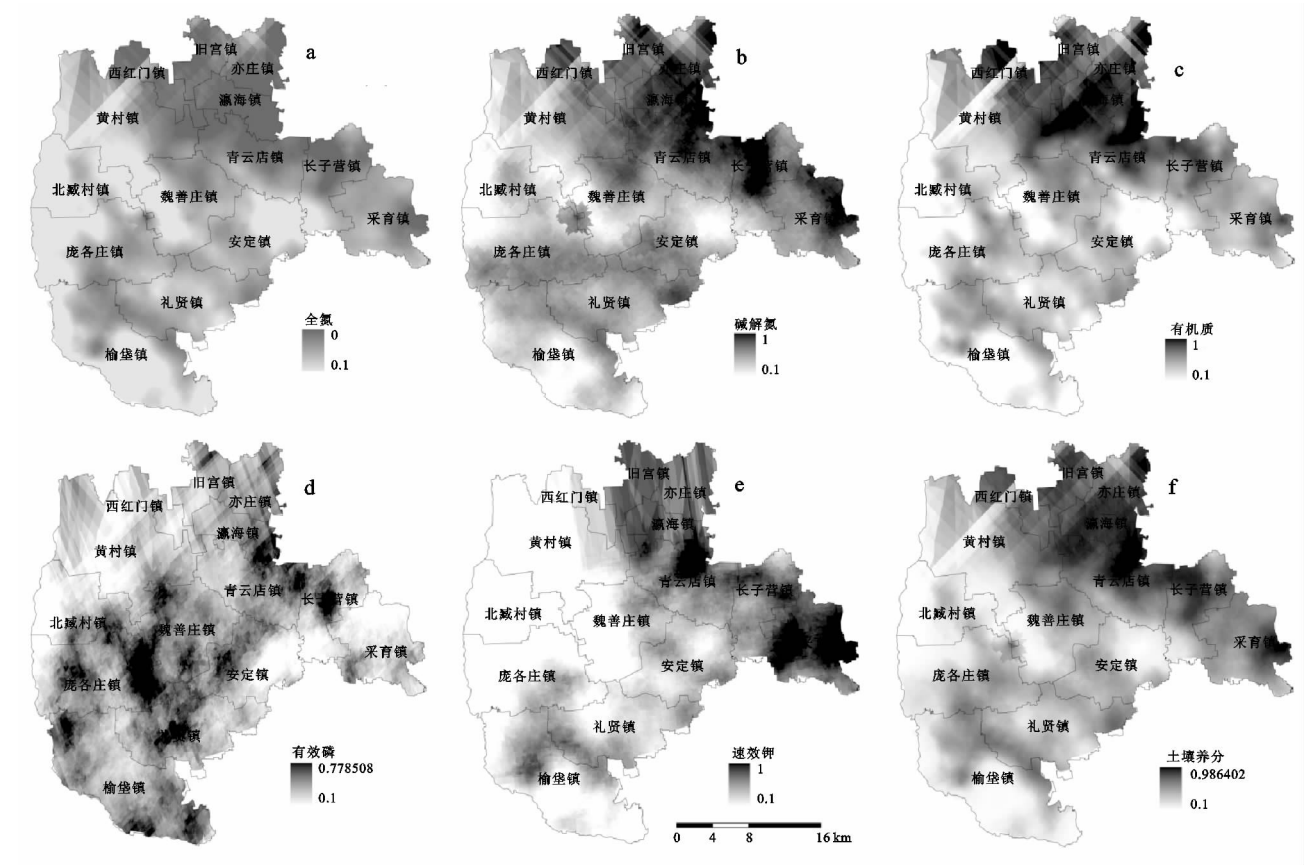 a
旧宫镇
西红门镇
亦庄镇
瀛海镇
黄村镇
青云店镇
长子营镇
北臧村镇
魏善庄镇
采育镇
庞各庄镇
安定镇
礼贤镇
榆垡镇
全氮
0
0.1
b
旧宫镇
西红门镇
亦庄镇
瀛海
黄村镇
青云店镇
长 营镇
北臧村镇
魏善庄镇
采育镇
庞各庄镇
安定镇
礼贤镇
榆垡镇
碱解氮
1
0.1
c
旧宫镇
西红门镇
亦庄镇
海镇
黄村镇
青云店镇
长子营镇
北臧村镇
魏善庄镇
采育镇
庞各庄镇
安定镇
礼贤镇
榆垡镇
有机质
1
0.1
d
旧宫镇
西红门镇
亦庄镇
瀛海镇
黄村镇
青云店镇
长 营镇
北臧村镇
魏善庄镇
采育镇
庞各庄镇
安定镇
镇
榆垡镇
有效磷
0.778508
0.1
e
旧宫镇
西红门镇
亦庄镇
瀛海镇
黄村镇
青云店镇
长子营镇
北臧村镇
魏善庄镇
安定镇
庞各庄镇
礼贤镇
榆垡镇
速效钾
1
0.1
0 4 8 16 km
f
旧宫镇
西红门镇
亦庄镇
瀛海镇
黄村镇
青云店镇
长子营镇
北臧村镇
魏善庄镇
采育镇
庞各庄镇
安定镇
礼贤镇
榆垡镇
土壤养分
0.986402
0.1